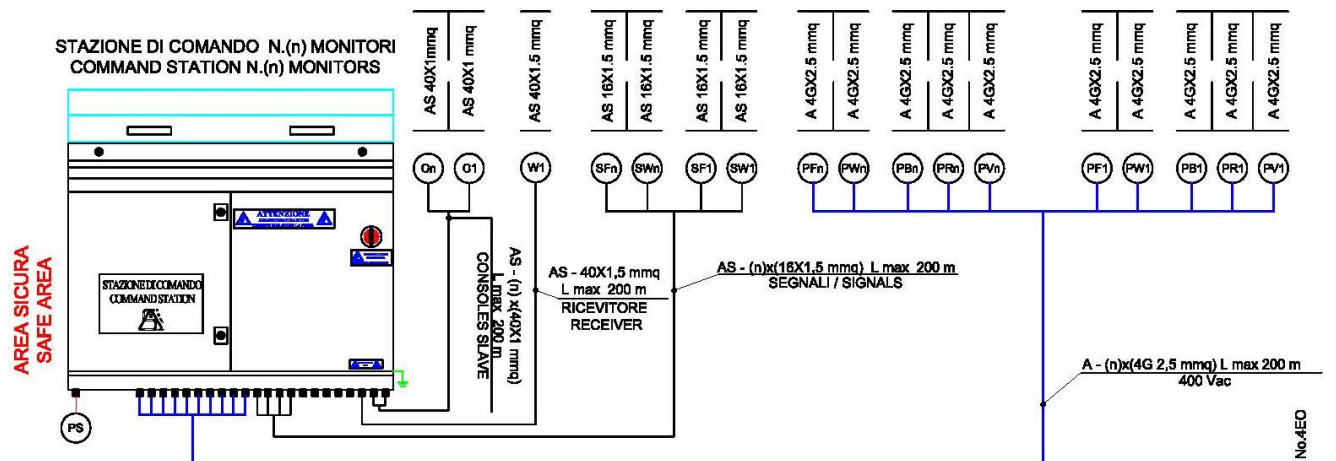 STAZIONE DI COMANDO N.(n) MONITORI
COMMAND STATION N.(n) MONITORS
AS 40X1mmq
AS 40X1 mmq
AS 40X1.5 mmq
AS 16X1.5 mmq
AS 16X1.5 mmq
AS 16X1.5 mmq
AS 16X1.5 mmq
A 4GX2.5 mmq
A 4GX2.5 mmq
A 4GX2.5 mmq
A 4GX2.5 mmq
A 4GX2.5 mmq
A 4GX2.5 mmq
A 4GX2.5 mmq
A 4GX2.5 mmq
A 4GX2.5 mmq
A 4GX2.5 mmq
On
O1
W1
SFn
SWn
SF1
SW1
PFn
PWn
PBn
PRn
PVn
PF1
PW1
PB1
PR1
PV1
AREA SICURA
SAFE AREA
ATTENZIONE
STAZIONE DI COMANDO
COMMAND STATION
PS
AS - (n) x(40X1 mmq)
L max 200 m
CONSOLES SLAVE
AS - 40X1,5 mmq
L max 200 m
RICEVITORE
RECEIVER
AS - (n)x(16X1,5 mmq) L max 200 m
SEGNALI / SIGNALS
A - (n)x(4G 2,5 mmq) L max 200 m
400 Vac
No.4EO